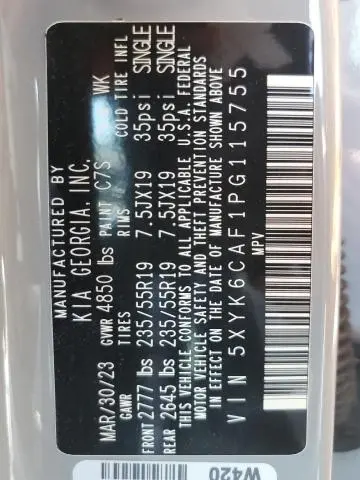 MANUFACTURED BY
KIA GEORGIA, INC.
MAR/30/23 GVWR 4850 lbs PAINT C7S WK
GAWR TIRES RIMS COLD TIRE INFL
FRONT 2777 lbs 235/55R19 7.5JX19 35psi SINGLE
REAR 2645 lbs 235/55R19 7.5JX19 35psi SINGLE
THIS VEHICLE CONFORMS TO ALL APPLICABLE U.S.A. FEDERAL
MOTOR VEHICLE SAFETY AND THEFT PREVENTION STANDARDS
IN EFFECT ON THE DATE OF MANUFACTURE SHOWN ABOVE
VIN 5XYK6CAF1PG115755
MPV
W420